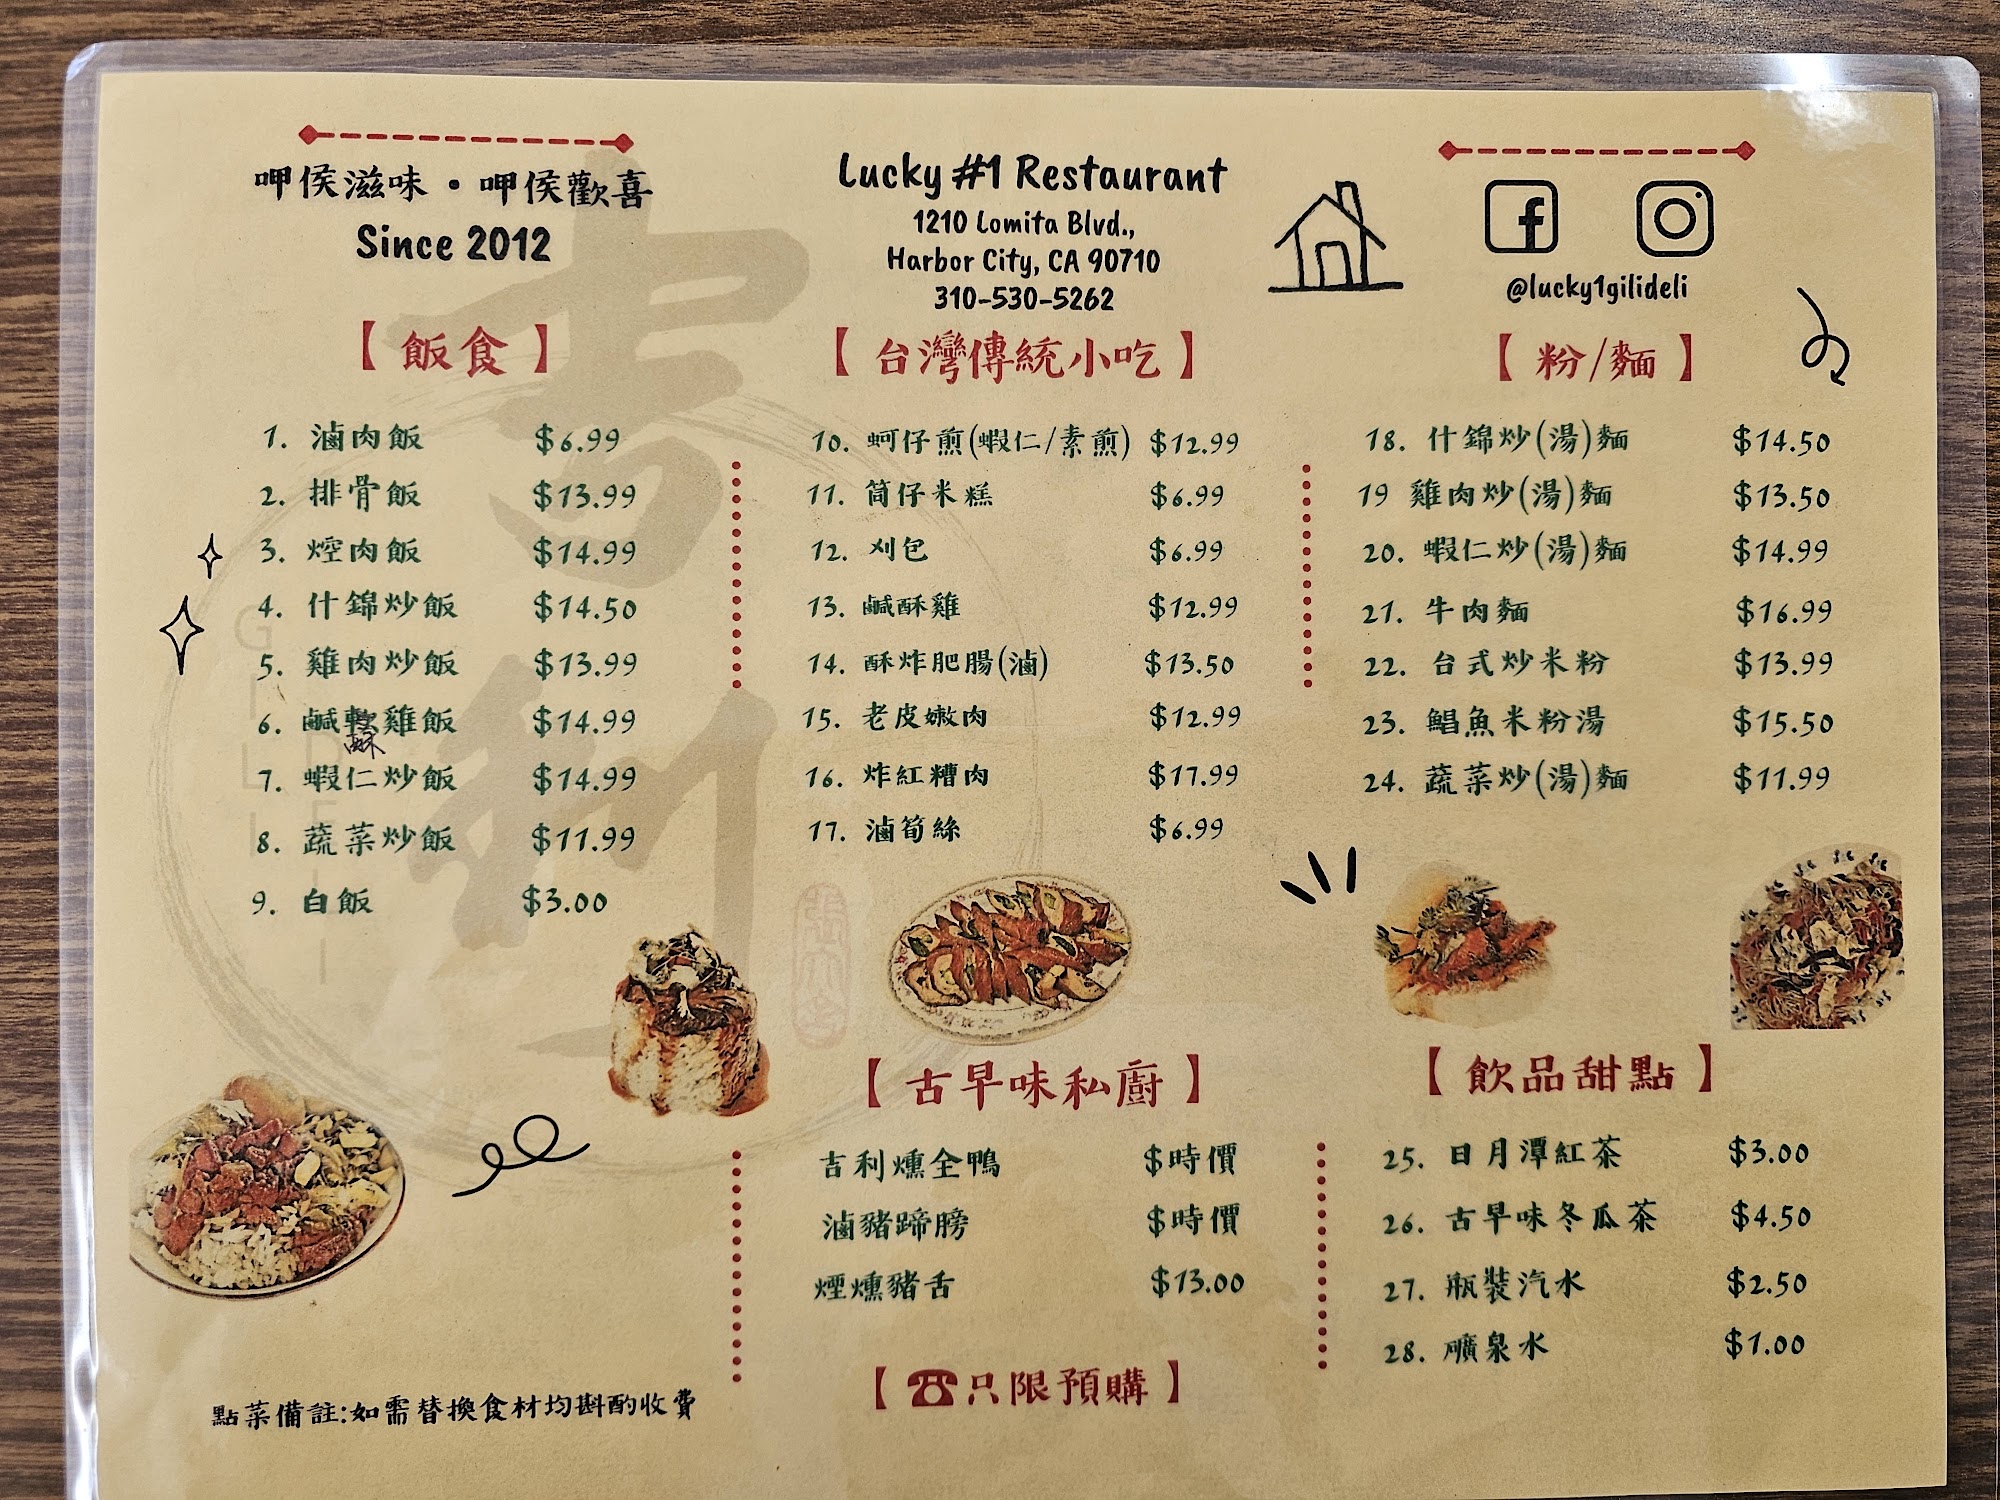 呷侯滋味・呷侯歡喜
Since 2012
Lucky #1 Restaurant
1210 Lomita Blvd.,
Harbor City, CA 90710
310-530-5262
@lucky1gilideli
【 飯食 】
1. 滷肉飯 $6.99
2. 排骨飯 $13.99
3. 焢肉飯 $14.99
4. 什錦炒飯 $14.50
5. 雞肉炒飯 $13.99
6. 鹹酥雞飯 $14.99
7. 蝦仁炒飯 $14.99
8. 蔬菜炒飯 $11.99
9. 白飯 $3.00
【 台灣傳統小吃 】
10. 蚵仔煎(蝦仁/素煎) $12.99
11. 筒仔米糕 $6.99
12. 刈包 $6.99
13. 鹹酥雞 $12.99
14. 酥炸肥腸(滷) $13.50
15. 老皮嫩肉 $12.99
16. 炸紅糟肉 $17.99
17. 滷筍絲 $6.99
【 粉/麵 】
18. 什錦炒(湯)麵 $14.50
19 雞肉炒(湯)麵 $13.50
20. 蝦仁炒(湯)麵 $14.99
21. 牛肉麵 $16.99
22. 台式炒米粉 $13.99
23. 鯧魚米粉湯 $15.50
24. 蔬菜炒(湯)麵 $11.99
【 古早味私廚 】
吉利燻全鴨 $時價
滷豬蹄膀 $時價
煙燻豬舌 $13.00
【☎只限預購 】
【 飲品甜點 】
25. 日月潭紅茶 $3.00
26. 古早味冬瓜茶 $4.50
27. 瓶裝汽水 $2.50
28. 礦泉水 $1.00
點菜備註:如需替換食材均斟酌收費
吉利
GILI DELI